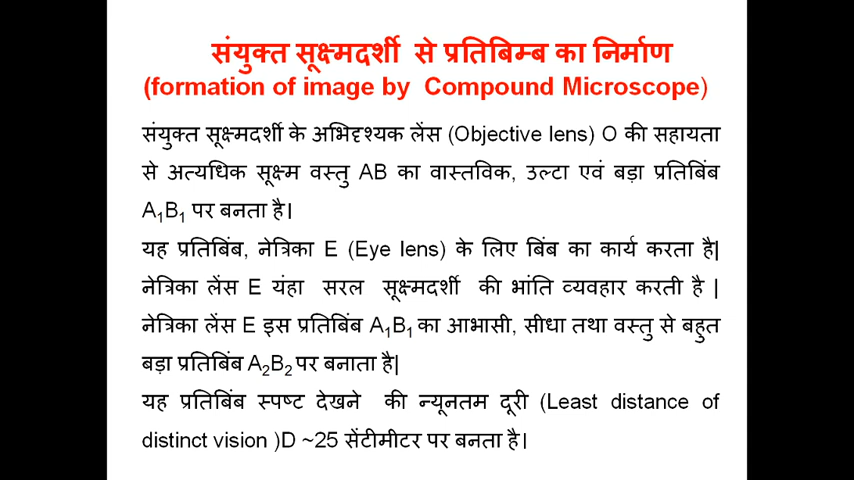 संयुक्त सूक्ष्मदर्शी से प्रतिबिम्ब का निर्माण
(formation of image by Compound Microscope)
संयुक्त सूक्ष्मदर्शी के अभिदृश्यक लेंस (Objective lens) O की सहायता
से अत्यधिक सूक्ष्म वस्तु AB का वास्तविक, उल्टा एवं बड़ा प्रतिबिंब
A₁B₁ पर बनता है।
यह प्रतिबिंब, नेत्रिका E (Eye lens) के लिए बिंब का कार्य करता है|
नेत्रिका लेंस E यंहा सरल सूक्ष्मदर्शी की भांति व्यवहार करती है |
नेत्रिका लेंस E इस प्रतिबिंब A₁B₁ का आभासी, सीधा तथा वस्तु से बहुत
बड़ा प्रतिबिंब A₂B₂ पर बनाता है|
यह प्रतिबिंब स्पष्ट देखने की न्यूनतम दूरी (Least distance of
distinct vision )D ~25 सेंटीमीटर पर बनता है।